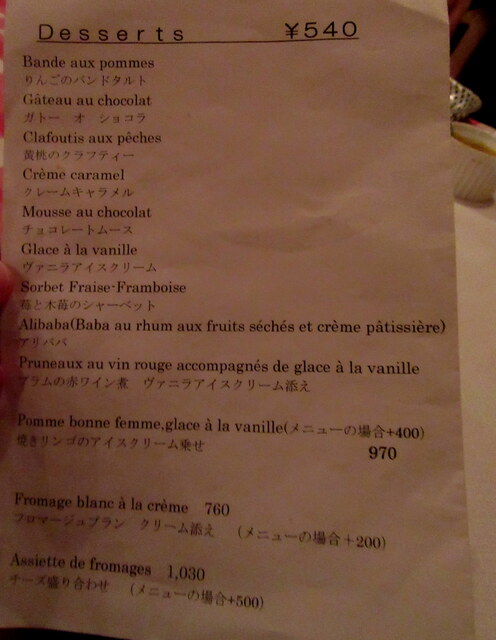 Desserts ¥540
Bande aux pommes
りんごのバンドタルト
Gâteau au chocolat
ガトー オ ショコラ
Clafoutis aux pêches
黄桃のクラフティー
Crème caramel
クレームキャラメル
Mousse au chocolat
チョコレートムース
Glace à la vanille
ヴァニラアイスクリーム
Sorbet Fraise-Framboise
苺と木苺のシャーベット
Alibaba(Baba au rhum aux fruits séchés et crème pâtissière)
アリババ
Pruneaux au vin rouge accompagnés de glace à la vanille
プラムの赤ワイン煮 ヴァニラアイスクリーム添え
Pomme bonne femme,glace à la vanille(メニューの場合+400)
焼きリンゴのアイスクリーム乗せ 970
Fromage blanc à la crème 760
フロマージュブラン クリーム添え (メニューの場合+200)
Assiette de fromages 1,030
チーズ盛り合わせ (メニューの場合+500)